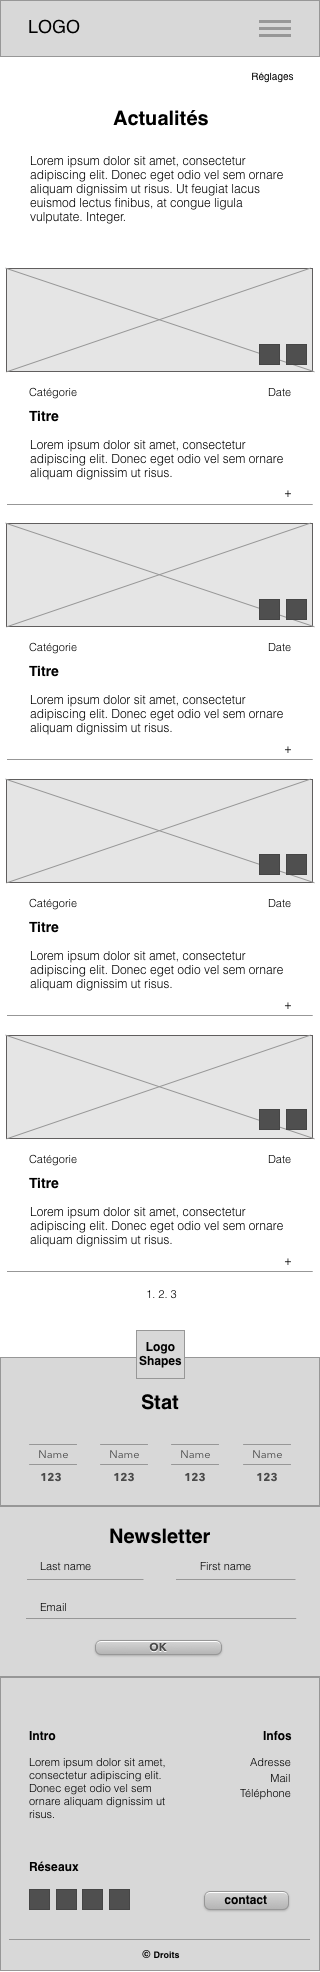 LOGO
Réglages
Actualités
Lorem ipsum dolor sit amet, consectetur
adipiscing elit. Donec eget odio vel sem ornare
aliquam dignissim ut risus. Ut feugiat lacus
euismod lectus finibus, at congue ligula
vulputate. Integer.
Catégorie Date
Titre
Lorem ipsum dolor sit amet, consectetur
adipiscing elit. Donec eget odio vel sem ornare
aliquam dignissim ut risus.
+
Catégorie Date
Titre
Lorem ipsum dolor sit amet, consectetur
adipiscing elit. Donec eget odio vel sem ornare
aliquam dignissim ut risus.
+
Catégorie Date
Titre
Lorem ipsum dolor sit amet, consectetur
adipiscing elit. Donec eget odio vel sem ornare
aliquam dignissim ut risus.
+
Catégorie Date
Titre
Lorem ipsum dolor sit amet, consectetur
adipiscing elit. Donec eget odio vel sem ornare
aliquam dignissim ut risus.
+
1. 2. 3
Logo
Shapes
Stat
Name Name Name Name
123 123 123 123
Newsletter
Last name First name
Email
OK
Intro
Lorem ipsum dolor sit amet,
consectetur adipiscing elit.
Donec eget odio vel sem
ornare aliquam dignissim ut
risus.
Infos
Adresse
Mail
Téléphone
Réseaux
contact
© Droits